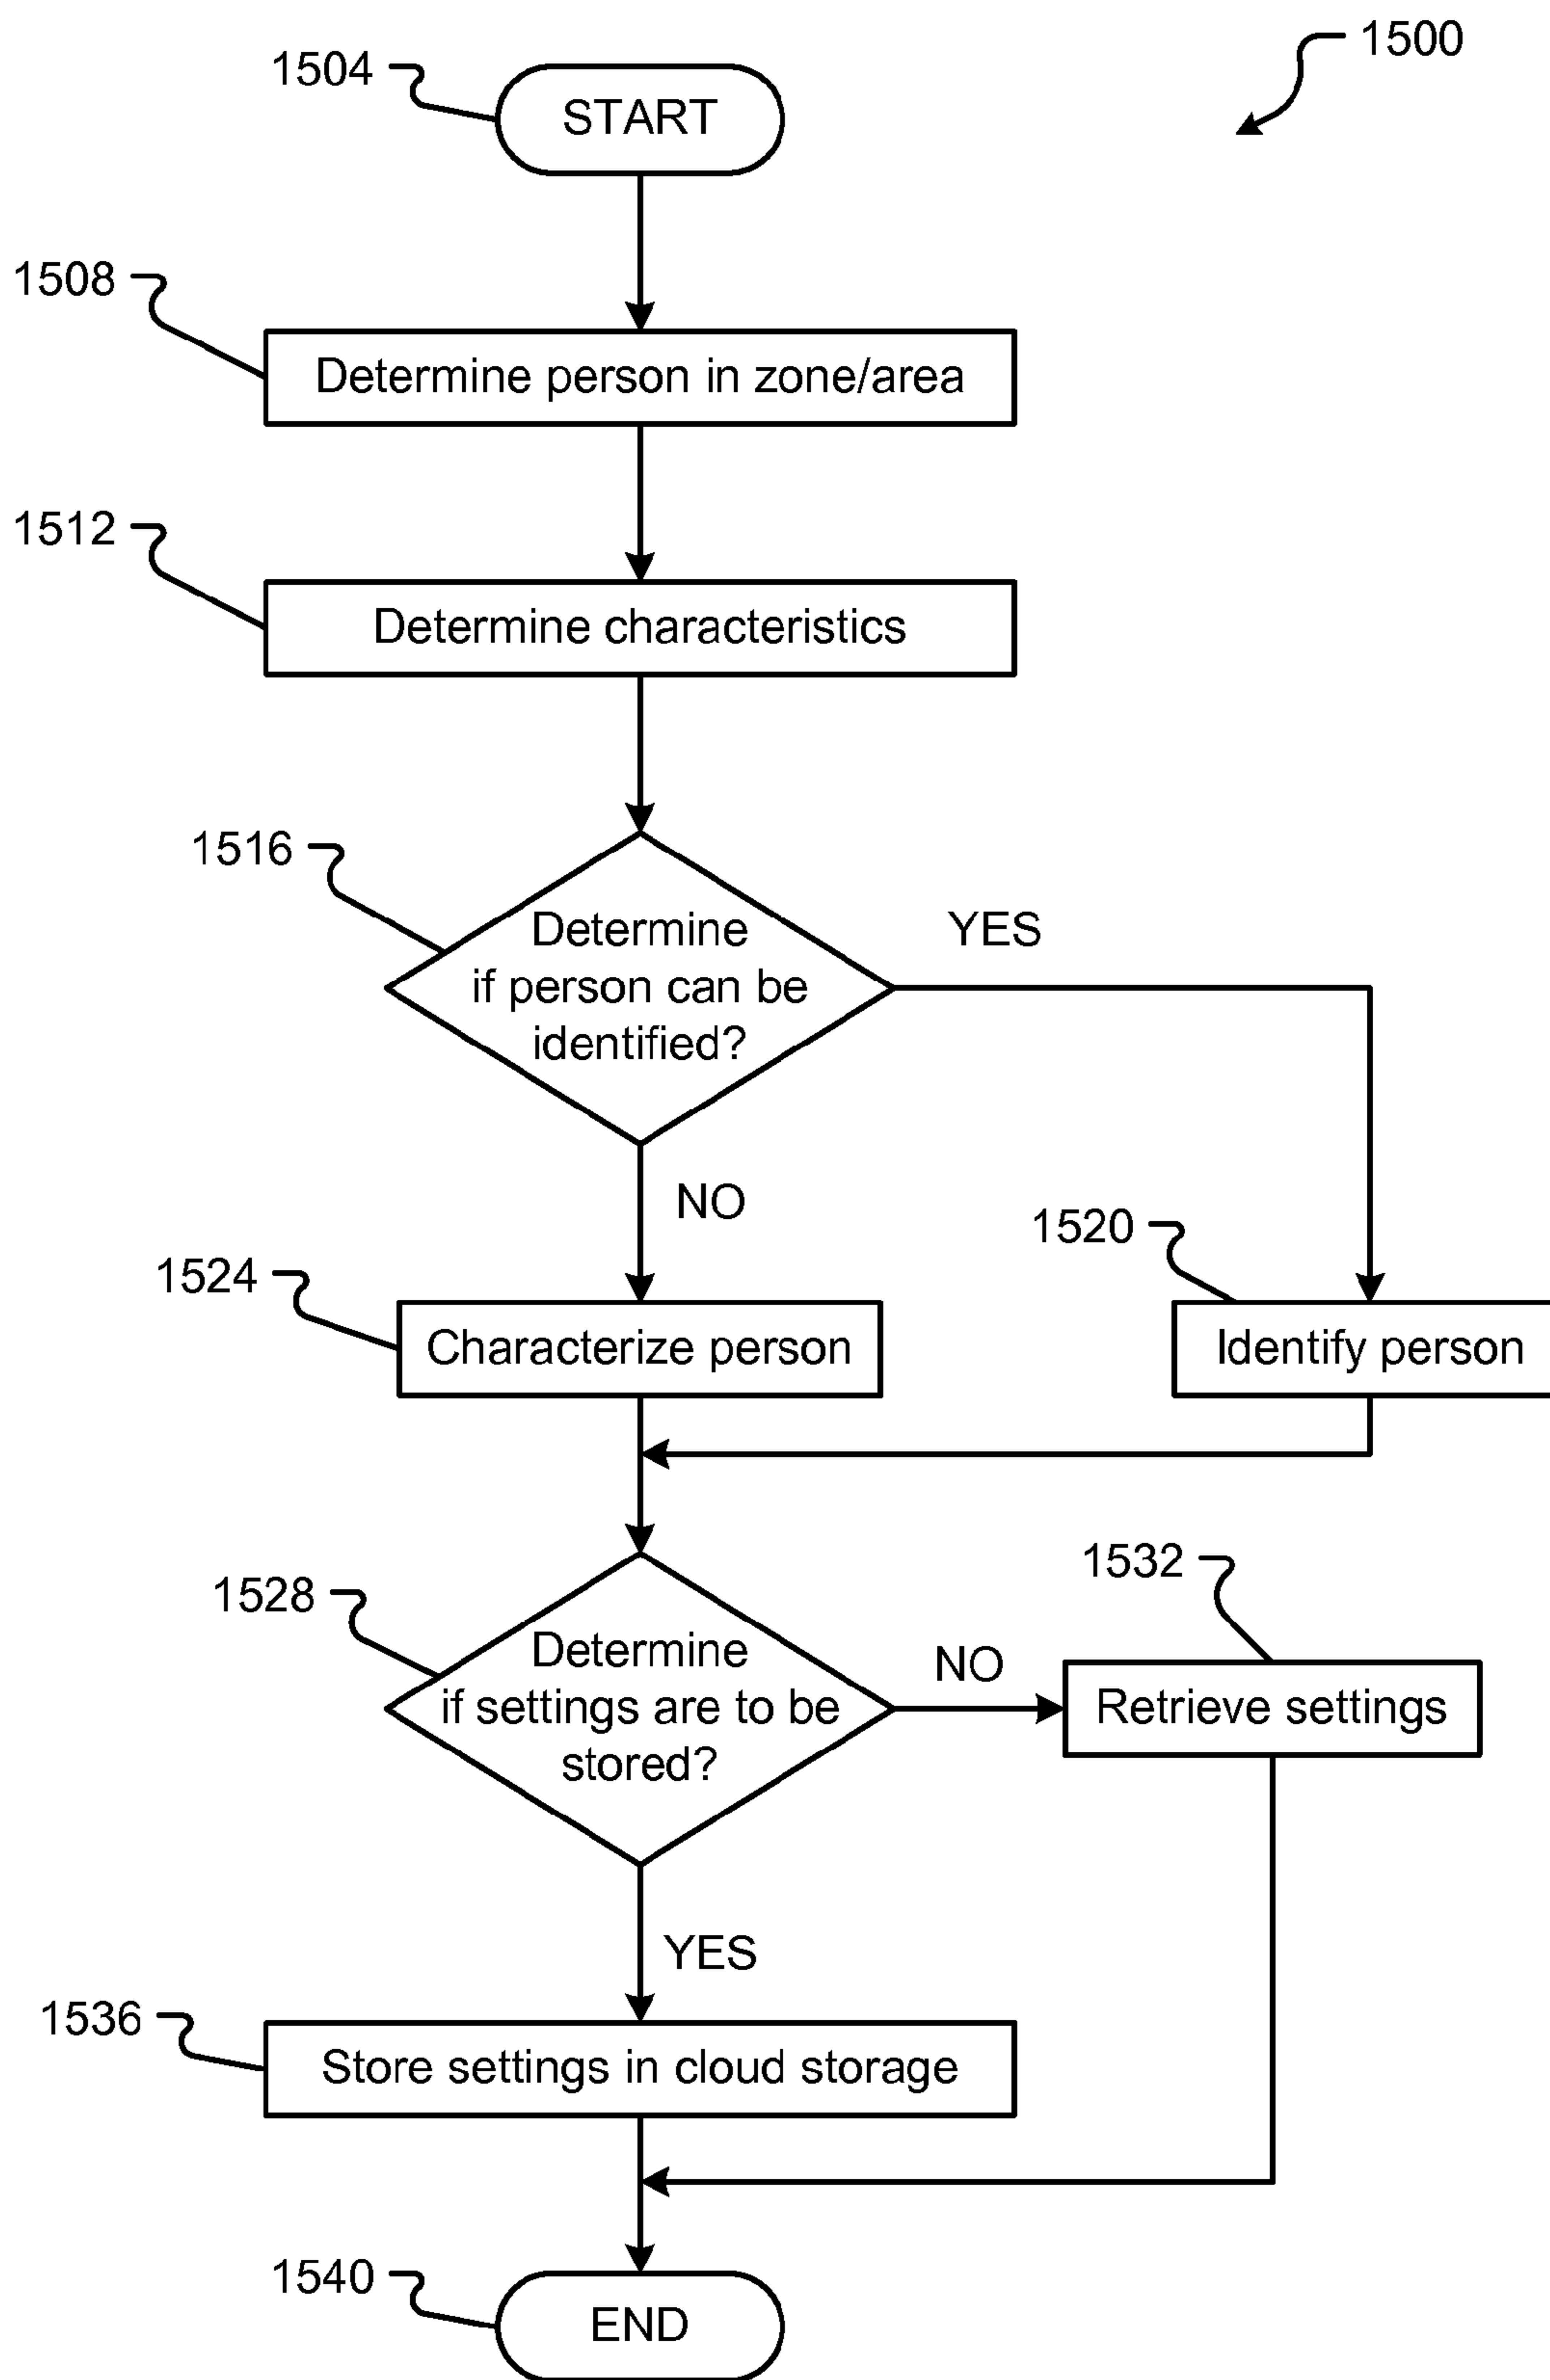 1500
1504
START
1508
Determine person in zone/area
1512
Determine characteristics
1516
Determine
if person can be
identified?
YES
NO
1520
1524
Characterize person
Identify person
1528
1532
Determine
if settings are to be
stored?
NO
Retrieve settings
YES
1536
Store settings in cloud storage
1540
END